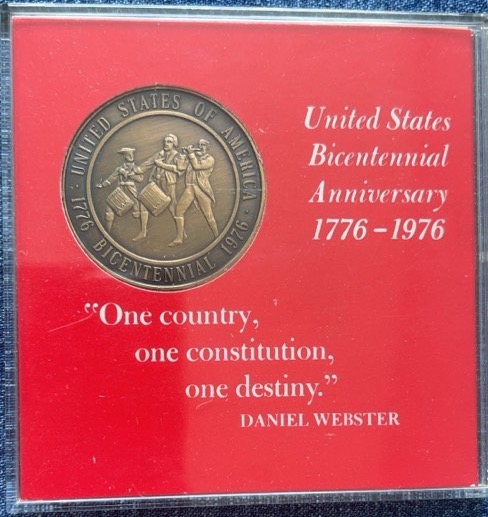 UNITED STATES OF AMERICA
· 1776 BICENTENNIAL 1976 ·
United States
Bicentennial
Anniversary
1776 – 1976
“One country,
one constitution,
one destiny.”
DANIEL WEBSTER